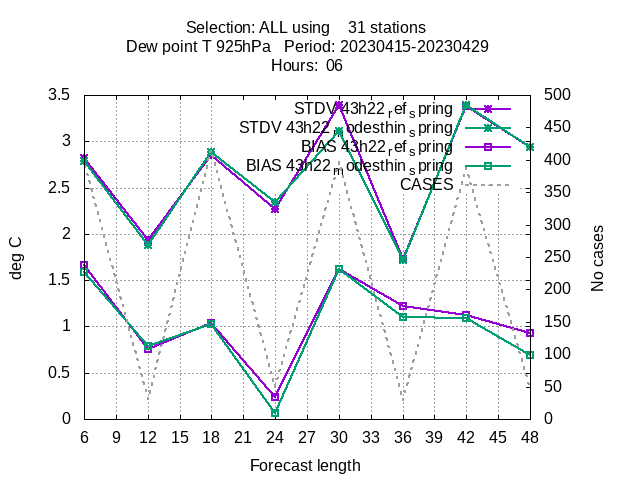 Selection: ALL using 31 stations
Dew point T 925hPa Period: 20230415-20230429
Hours: 06
STDV 43h22_ref_spring
STDV 43h22_modesthin_spring
BIAS 43h22_ref_spring
BIAS 43h22_modesthin_spring
CASES
deg C
3.5
3
2.5
2
1.5
1
0.5
0
500
450
400
350
300
250
200
150
100
50
0
No cases
6 9 12 15 18 21 24 27 30 33 36 39 42 45 48
Forecast length